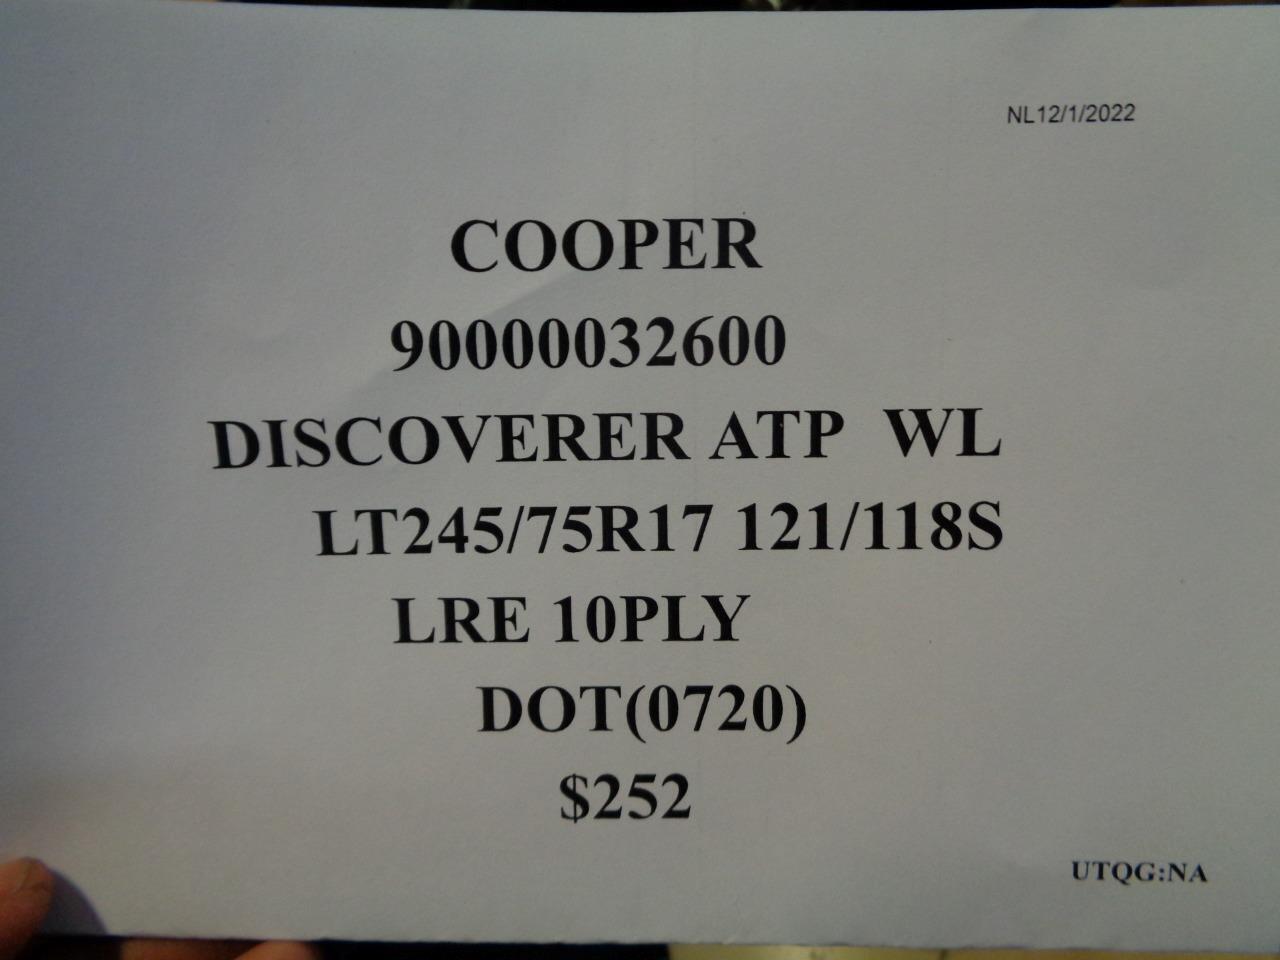 NL12/1/2022
COOPER
90000032600
DISCOVERER ATP  WL
LT245/75R17 121/118S
LRE 10PLY
DOT(0720)
$252
UTQG:NA